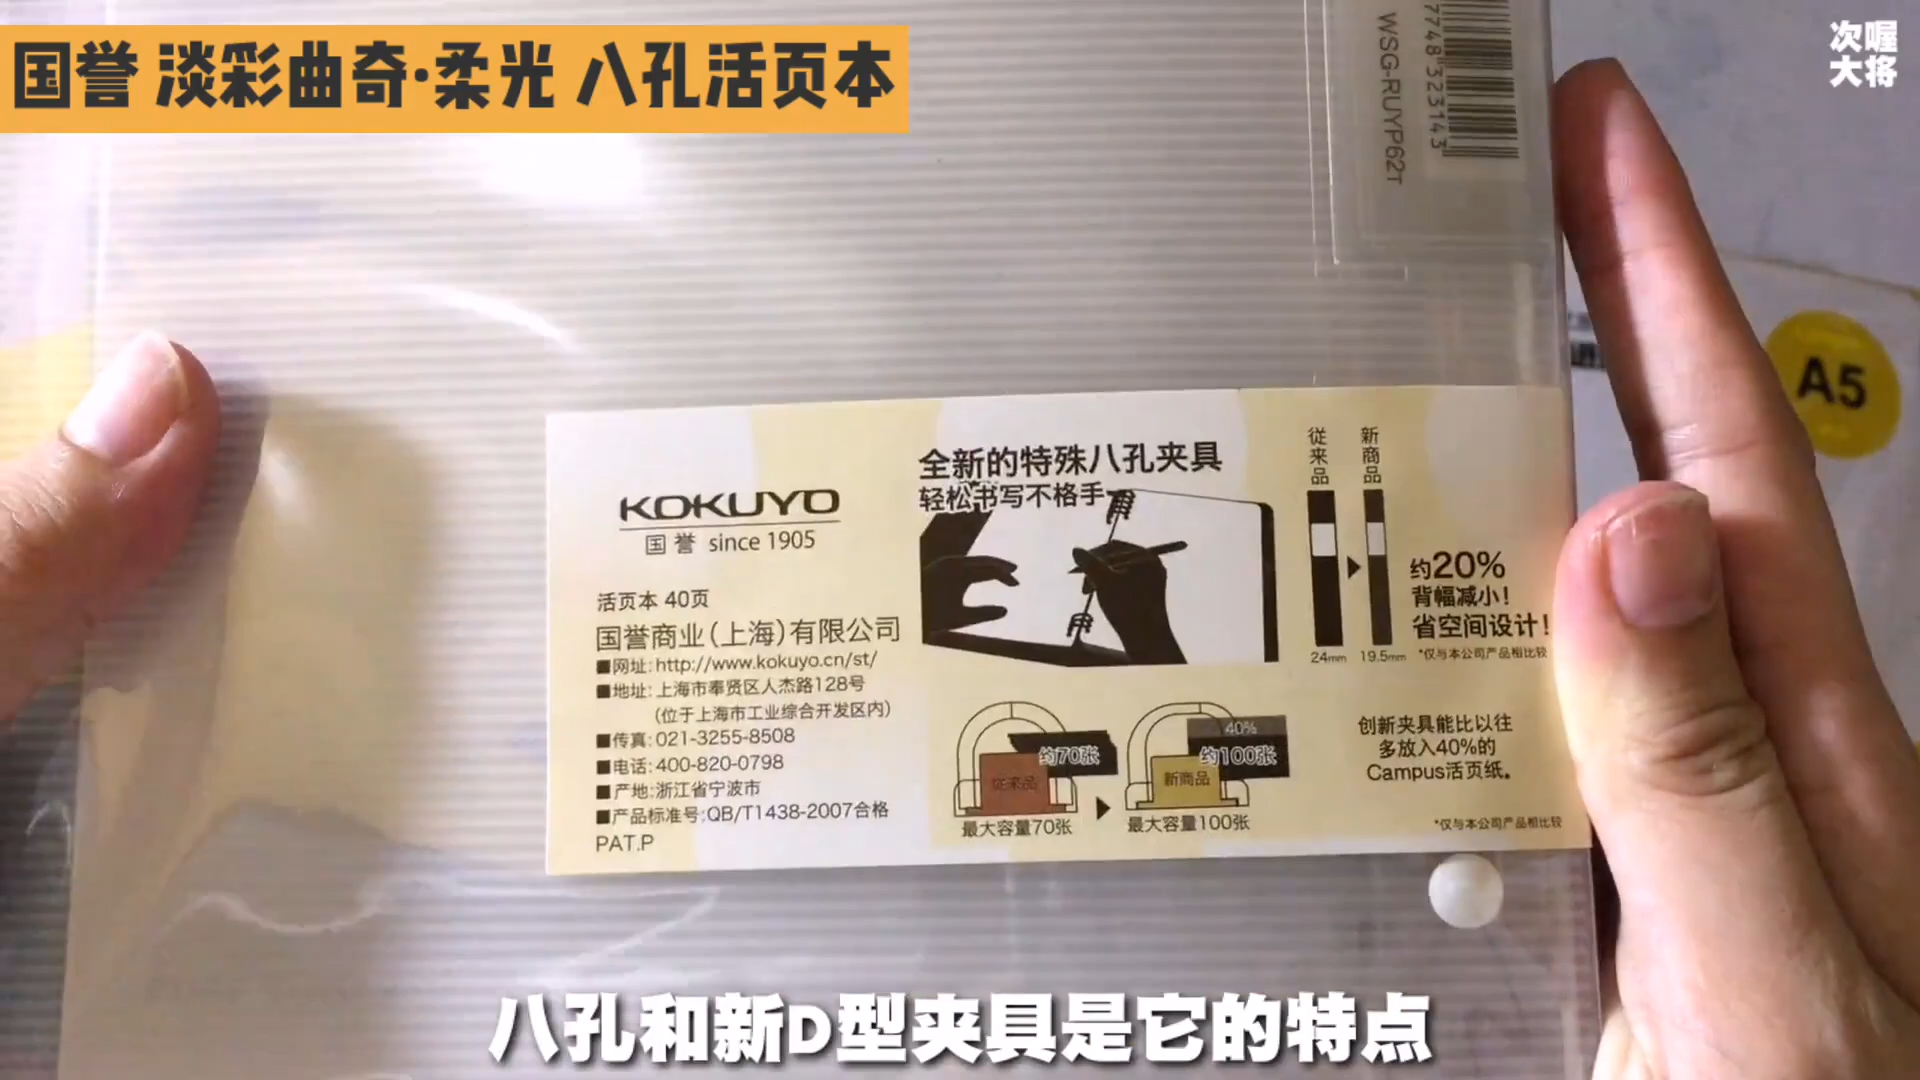 国誉 淡彩曲奇·柔光 八孔活页本
次喔
大将
7748 323143
WSG-RUYP62T
A5
KOKUYO
国誉 since 1905
活页本 40页
国誉商业(上海)有限公司
■网址:http://www.kokuyo.cn/st/
■地址:上海市奉贤区人杰路128号
(位于上海市工业综合开发区内)
■传真:021-3255-8508
■电话:400-820-0798
■产地:浙江省宁波市
■产品标准号:QB/T1438-2007合格
PAT.P
全新的特殊八孔夹具
轻松书写不格手
从来品
新商品
24mm
19.5mm
约20%
背幅减小!
省空间设计!
*仅与本公司产品相比较
约70张
从来品
最大容量70张
40%
约100张
新商品
最大容量100张
创新夹具能比以往
多放入40%的
Campus活页纸。
*仅与本公司产品相比较
八孔和新D型夹具是它的特点